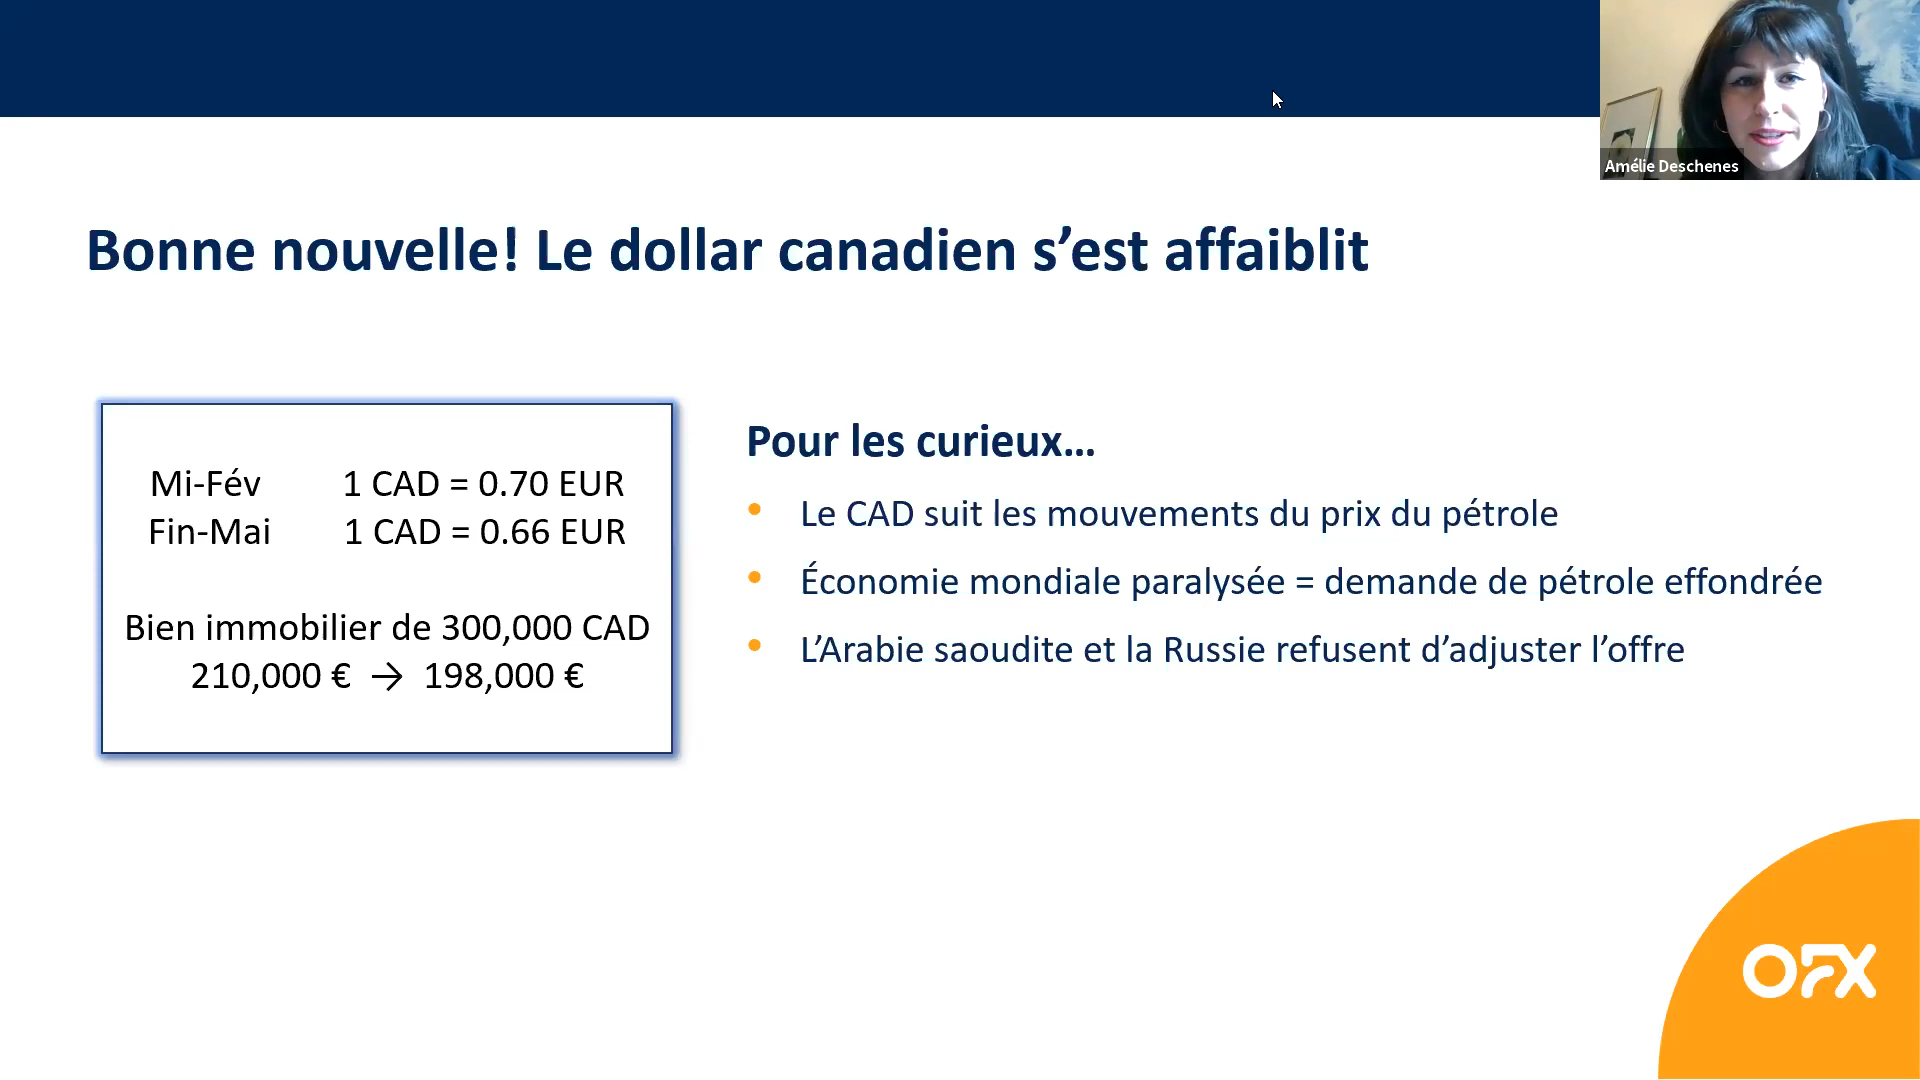 Amélie Deschenes
Bonne nouvelle! Le dollar canadien s’est affaiblit
Mi-Fév 1 CAD = 0.70 EUR
Fin-Mai 1 CAD = 0.66 EUR
Bien immobilier de 300,000 CAD
210,000 € → 198,000 €
Pour les curieux...
• Le CAD suit les mouvements du prix du pétrole
• Économie mondiale paralysée = demande de pétrole effondrée
• L’Arabie saoudite et la Russie refusent d’adjuster l’offre
OFX